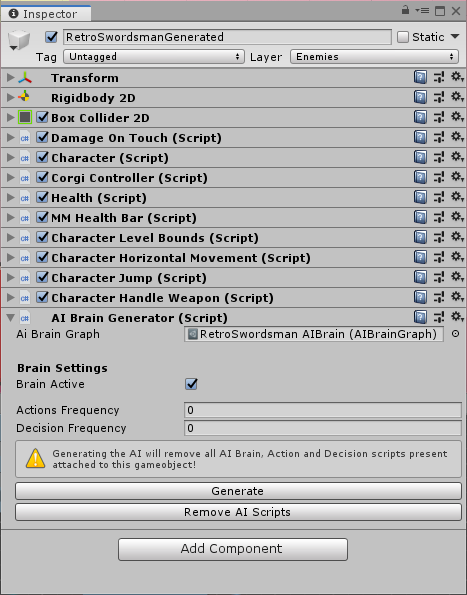 Inspector
RetroSwordsmanGenerated
Static
Tag Untagged Layer Enemies
Transform
Rigidbody 2D
Box Collider 2D
Damage On Touch (Script)
Character (Script)
Corgi Controller (Script)
Health (Script)
MM Health Bar (Script)
Character Level Bounds (Script)
Character Horizontal Movement (Script)
Character Jump (Script)
Character Handle Weapon (Script)
AI Brain Generator (Script)
Ai Brain Graph RetroSwordsman AIBrain (AIBrainGraph)
Brain Settings
Brain Active
Actions Frequency 0
Decision Frequency 0
Generating the AI will remove all AI Brain, Action and Decision scripts present
attached to this gameobject!
Generate
Remove AI Scripts
Add Component